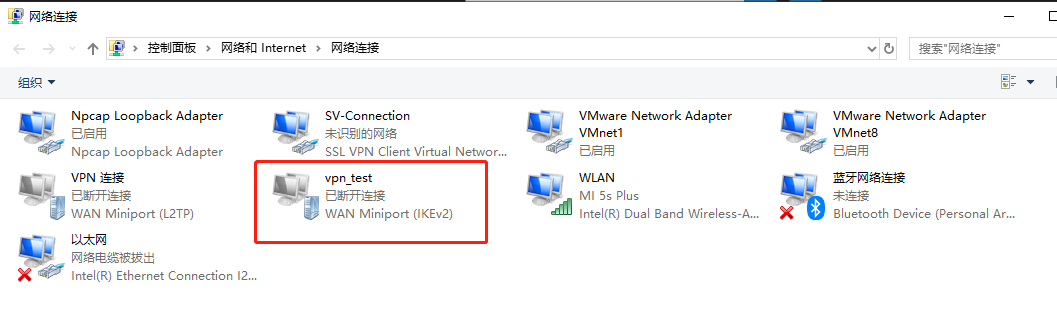 网络连接
控制面板 › 网络和 Internet › 网络连接
搜索"网络连接"
组织
Npcap Loopback Adapter
已启用
Npcap Loopback Adapter
SV-Connection
未识别的网络
SSL VPN Client Virtual Networ...
VMware Network Adapter
VMnet1
已启用
VMware Network Adapter
VMnet8
已启用
VPN 连接
已断开连接
WAN Miniport (L2TP)
vpn_test
已断开连接
WAN Miniport (IKEv2)
WLAN
MI 5s Plus
Intel(R) Dual Band Wireless-A...
蓝牙网络连接
未连接
Bluetooth Device (Personal Ar...
以太网
网络电缆被拔出
Intel(R) Ethernet Connection I2...